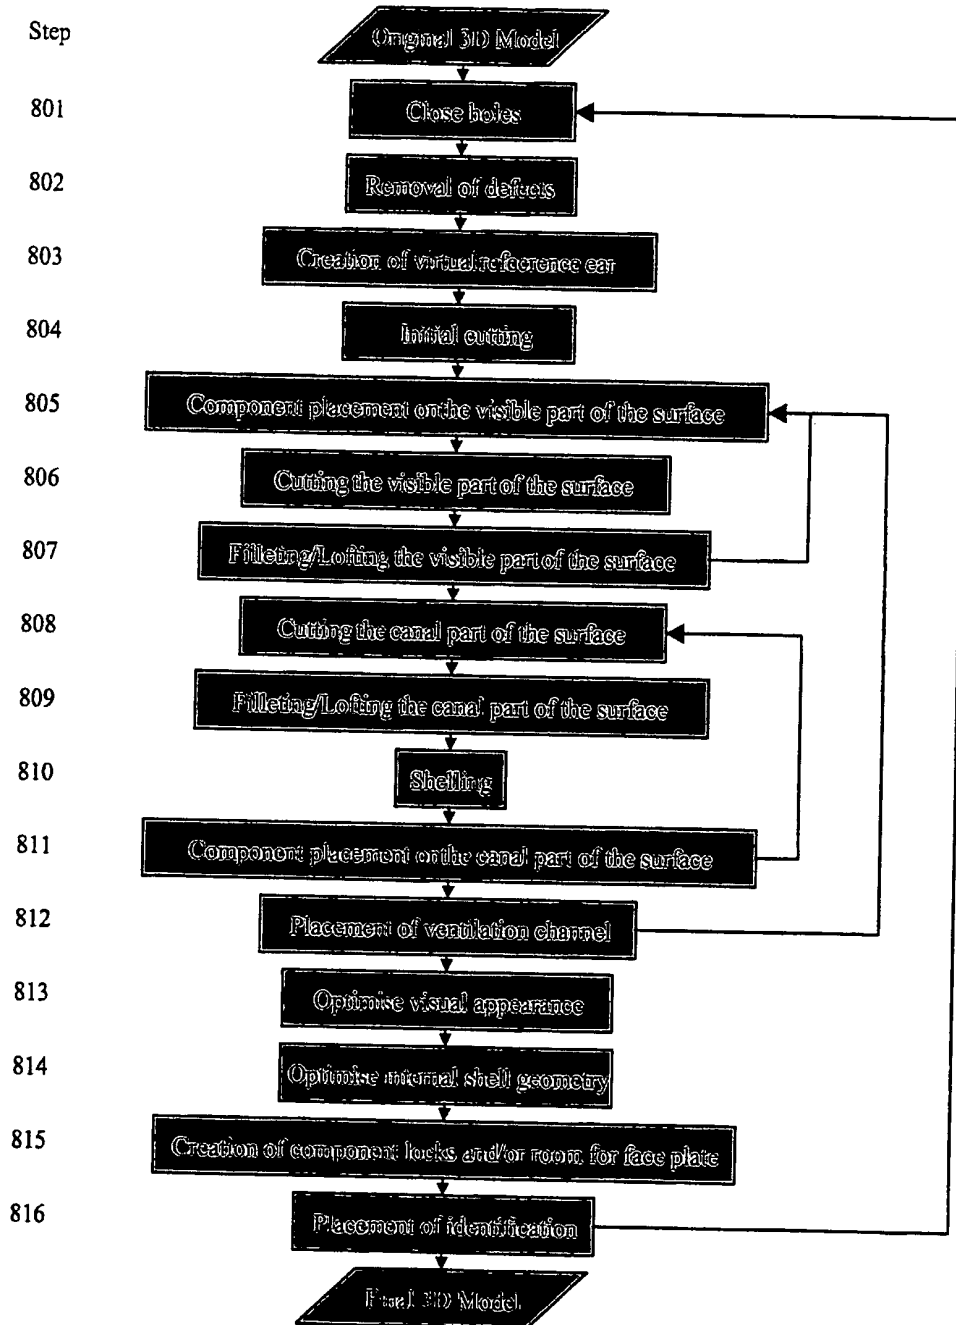 Step
Original 3D Model
801
Close holes
802
Removal of defects
803
Creation of virtual refecrence ear
804
Initial cutting
805
Component placement on the visible part of the surface
806
Cutting the visible part of the surface
807
Filleting/Lofting the visible part of the surface
808
Cutting the canal part of the surface
809
Filleting/Lofting the canal part of the surface
810
Shelling
811
Component placement on the canal part of the surface
812
Placement of ventilation channel
813
Optimise visual appearance
814
Optimise internal shell geometry
815
Creation of component locks and/or room for face plate
816
Placement of identification
Final 3D Model